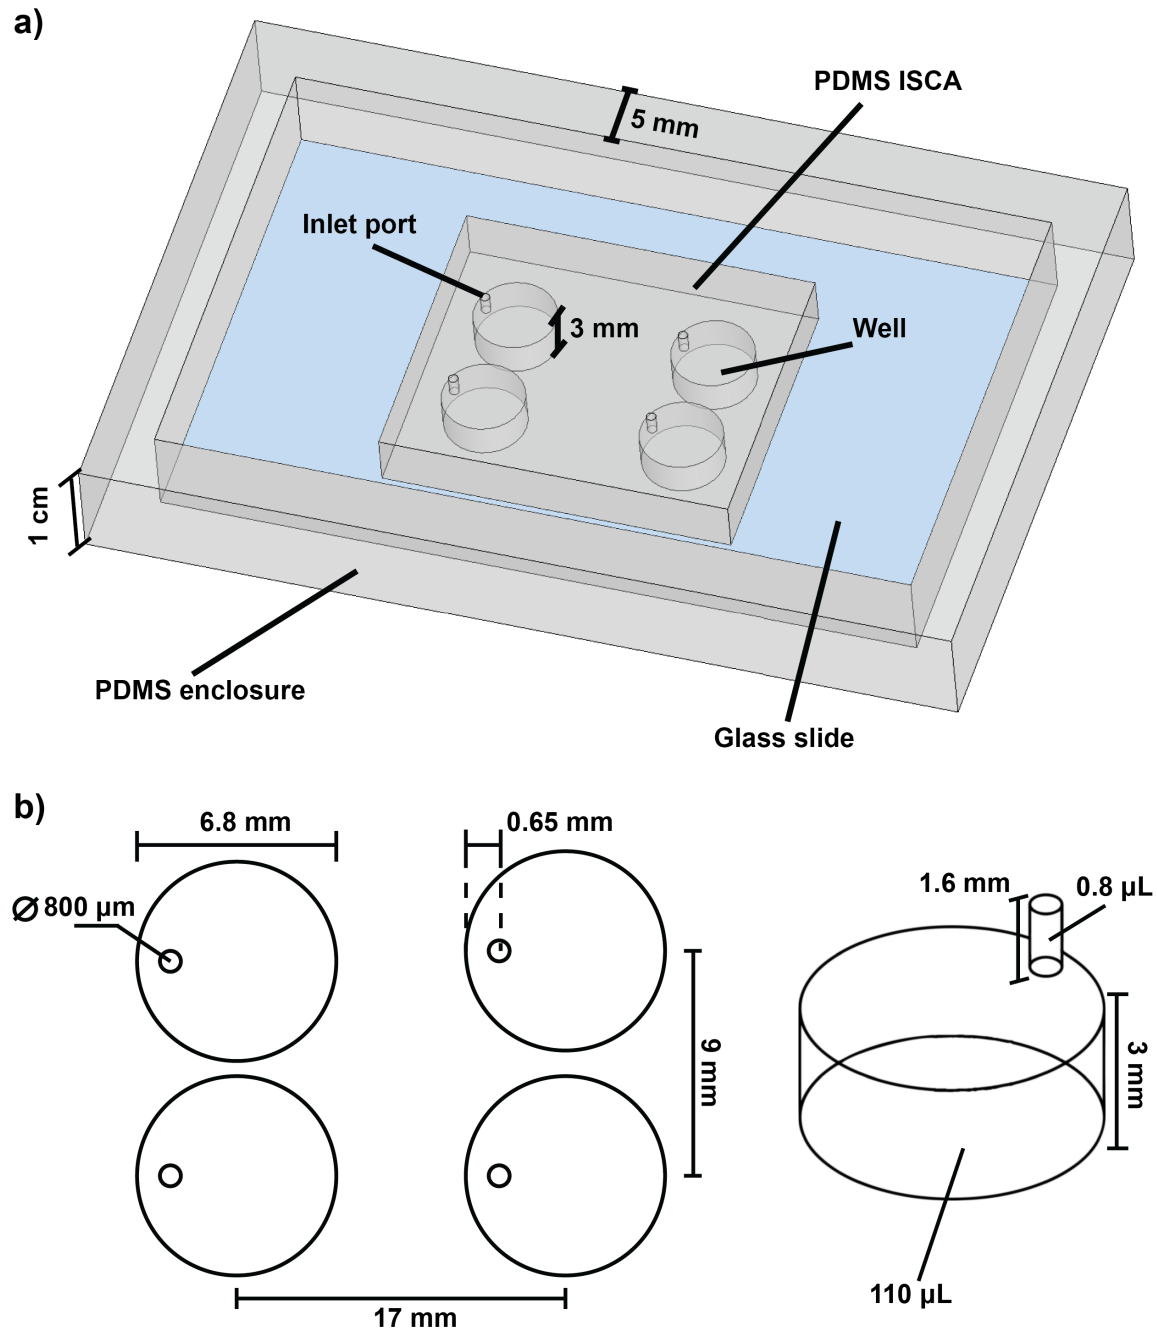 a)
PDMS ISCA
5 mm
Inlet port
3 mm
Well
1 cm
PDMS enclosure
Glass slide
b)
6.8 mm
0.65 mm
1.6 mm
0.8 µL
⌀ 800 µm
9 mm
3 mm
110 µL
17 mm